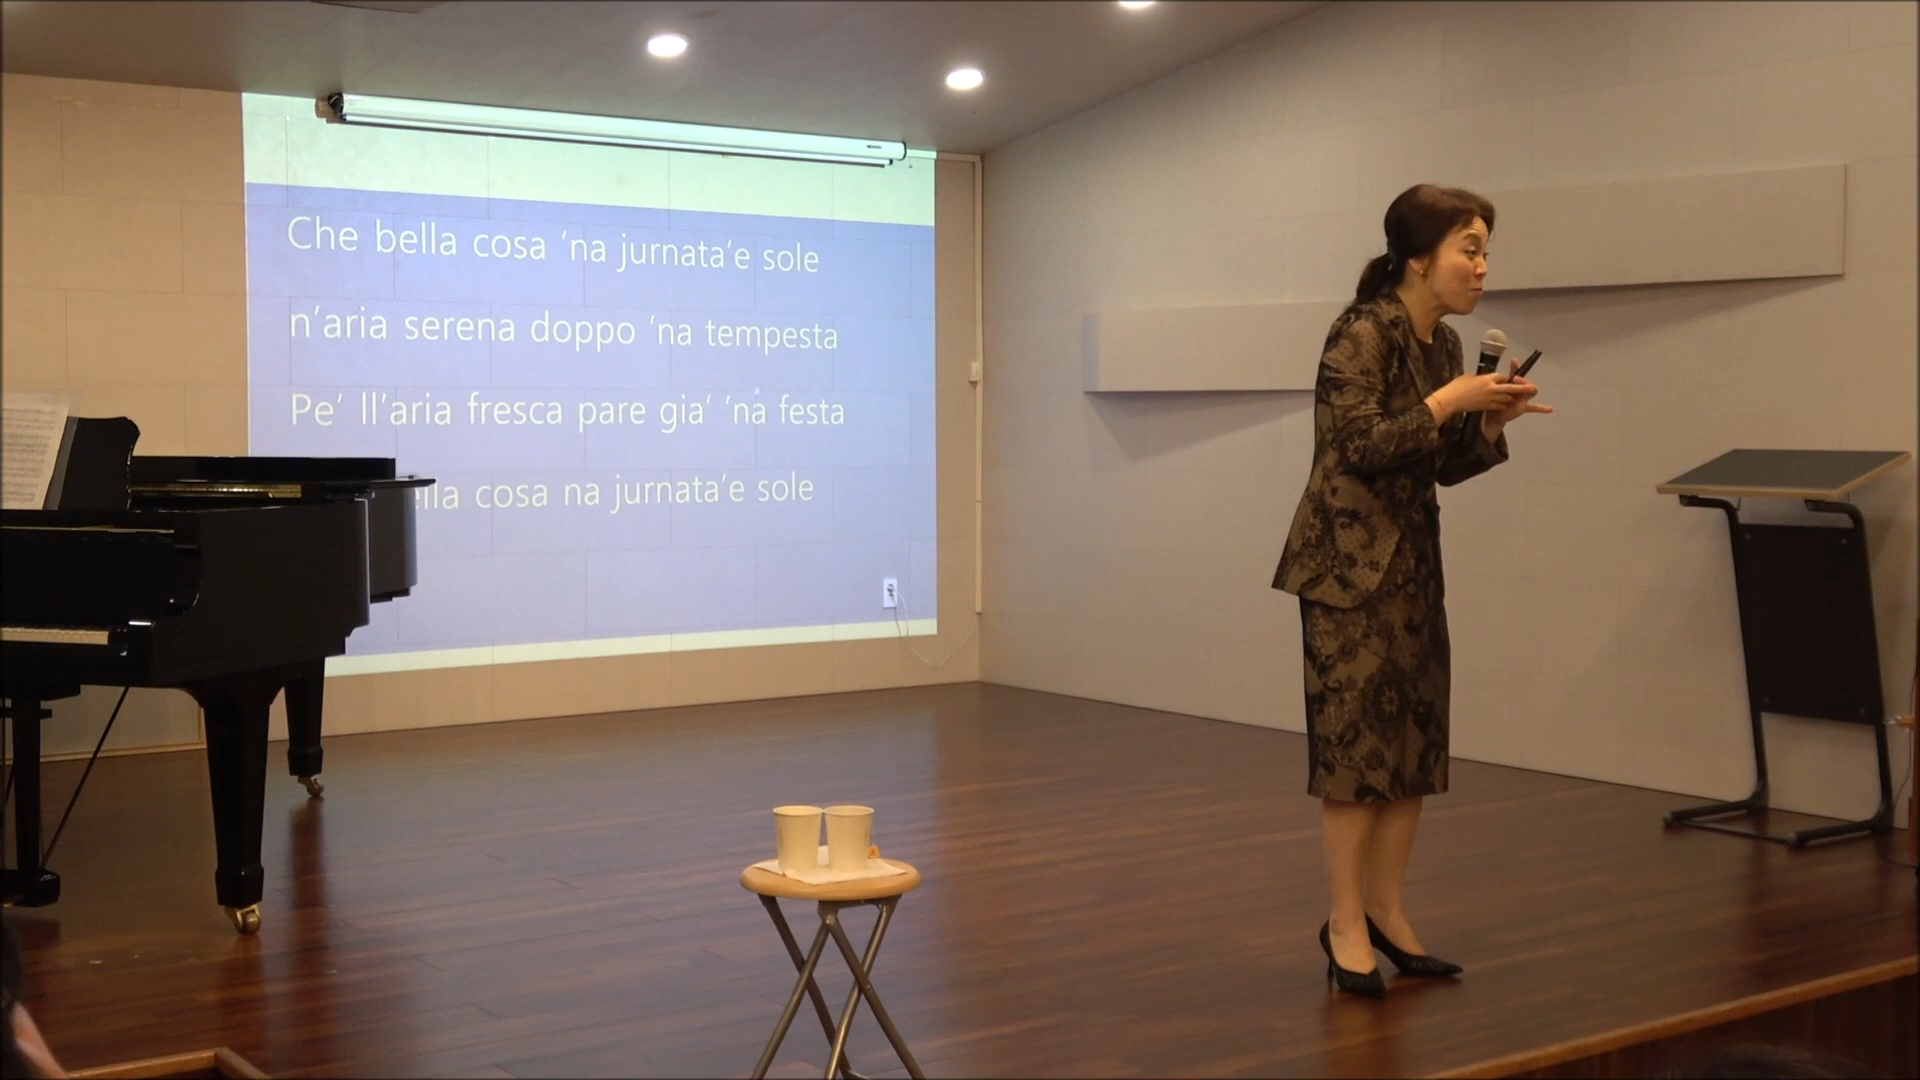 Che bella cosa ’na jurnata’e sole
n’aria serena doppo ’na tempesta
Pe’ ll’aria fresca pare gia’ ’na festa
cosa na jurnata’e sole